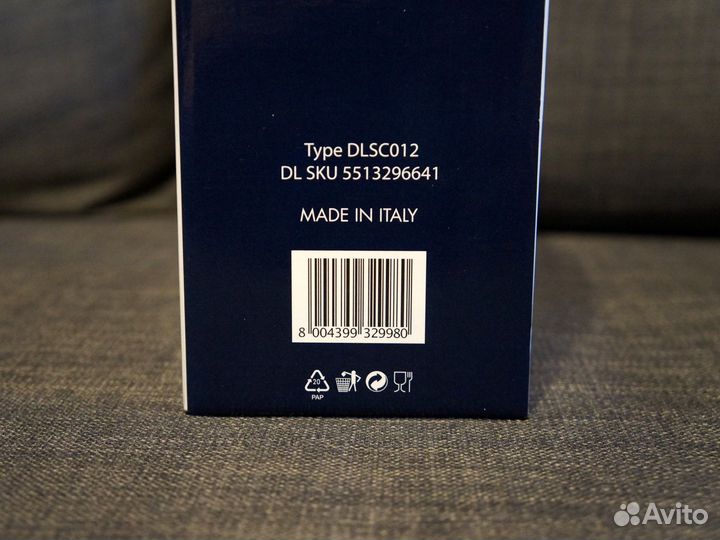 Type DLSC012
DL SKU 5513296641
MADE IN ITALY
8 004399 329980
20
PAP
Avito